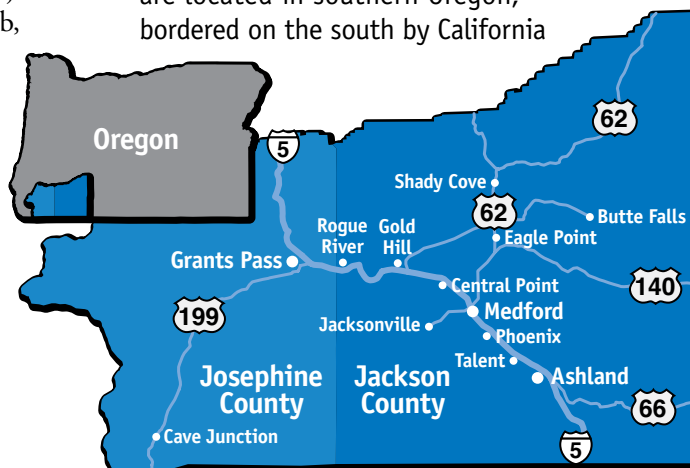 are located in southern Oregon,
b,
bordered on the south by California
Oregon
5
62
Shady Cove
62
Butte Falls
Rogue
River
Gold
Hill
Eagle Point
Grants Pass
Central Point
140
199
Medford
Jacksonville
Phoenix
Talent
Josephine
County
Jackson
County
Ashland
66
Cave Junction
5